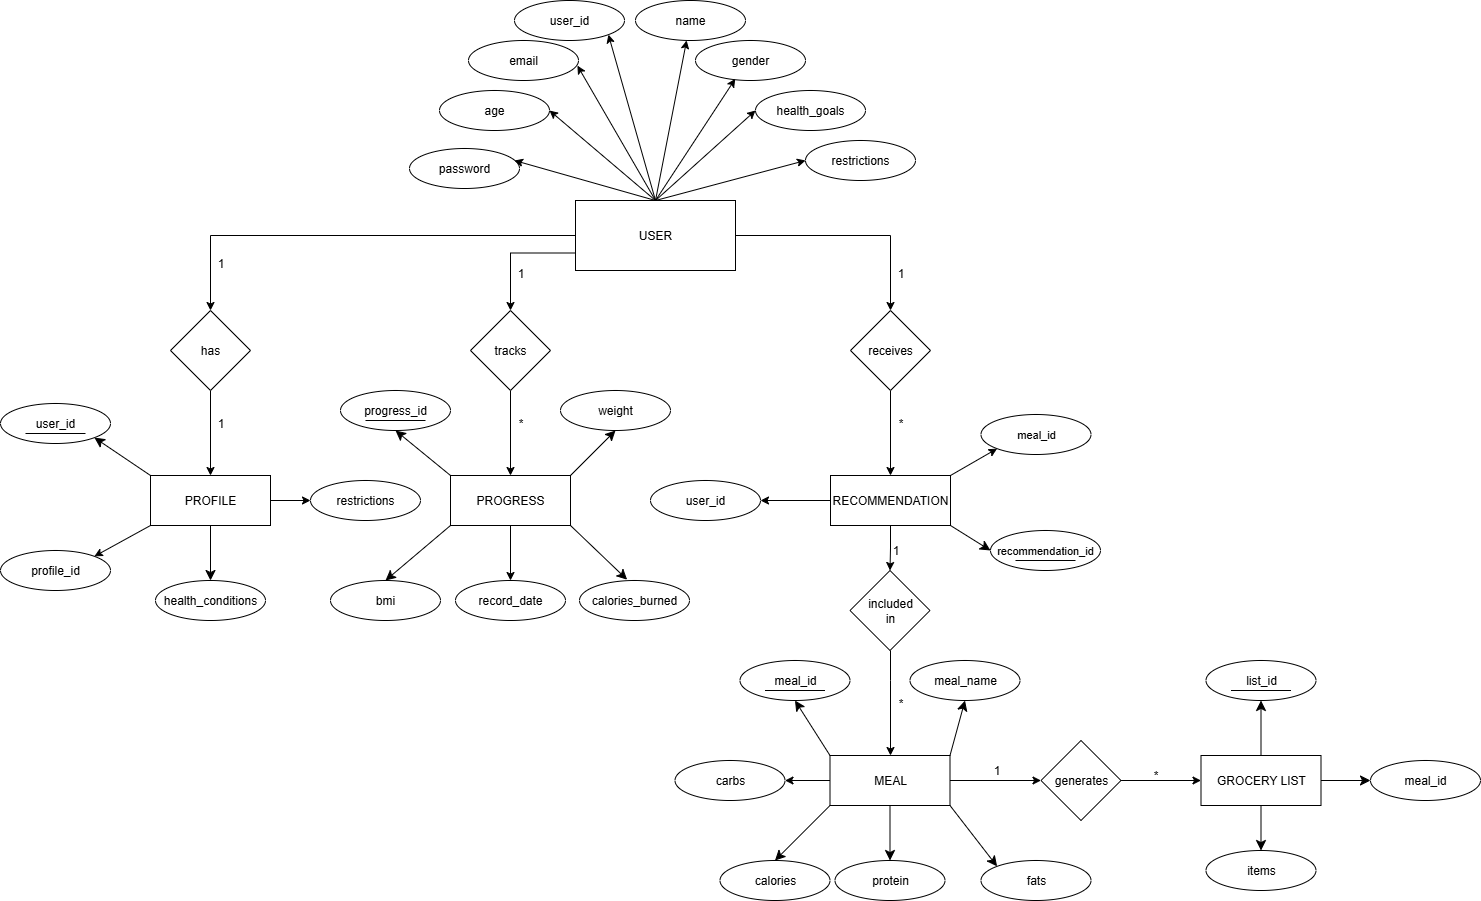 user_id
name
email
gender
age
health_goals
password
restrictions
USER
1
1
1
has
tracks
receives
user_id
progress_id
weight
1
*
*
meal_id
PROFILE
restrictions
PROGRESS
user_id
RECOMMENDATION
profile_id
health_conditions
bmi
record_date
calories_burned
recommendation_id
1
included
in
meal_id
meal_name
list_id
*
carbs
MEAL
1
generates
*
GROCERY LIST
meal_id
calories
protein
fats
items